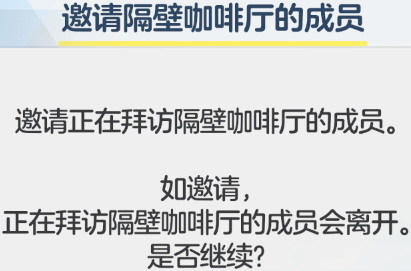 邀请隔壁咖啡厅的成员
邀请正在拜访隔壁咖啡厅的成员。
如邀请，
正在拜访隔壁咖啡厅的成员会离开。
是否继续?